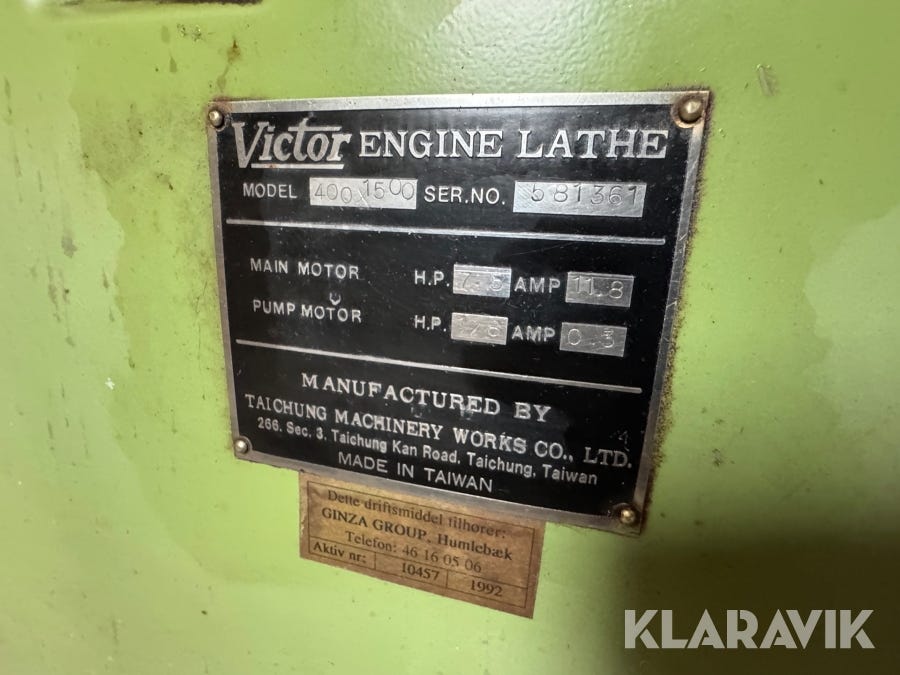 Victor ENGINE LATHE
MODEL 400X1500 SER.NO. 581361
MAIN MOTOR H.P. 7.5 AMP 11.8
PUMP MOTOR H.P. 1/8 AMP 0.3
MANUFACTURED BY
TAICHUNG MACHINERY WORKS CO., LTD.
266. Sec. 3. Taichung Kan Road. Taichung, Taiwan
MADE IN TAIWAN
Dette driftsmiddel tilhører:
GINZA GROUP. Humlebæk
Telefon: 46 16 05 06
Aktiv nr: 10457 1992
KLARAVIK